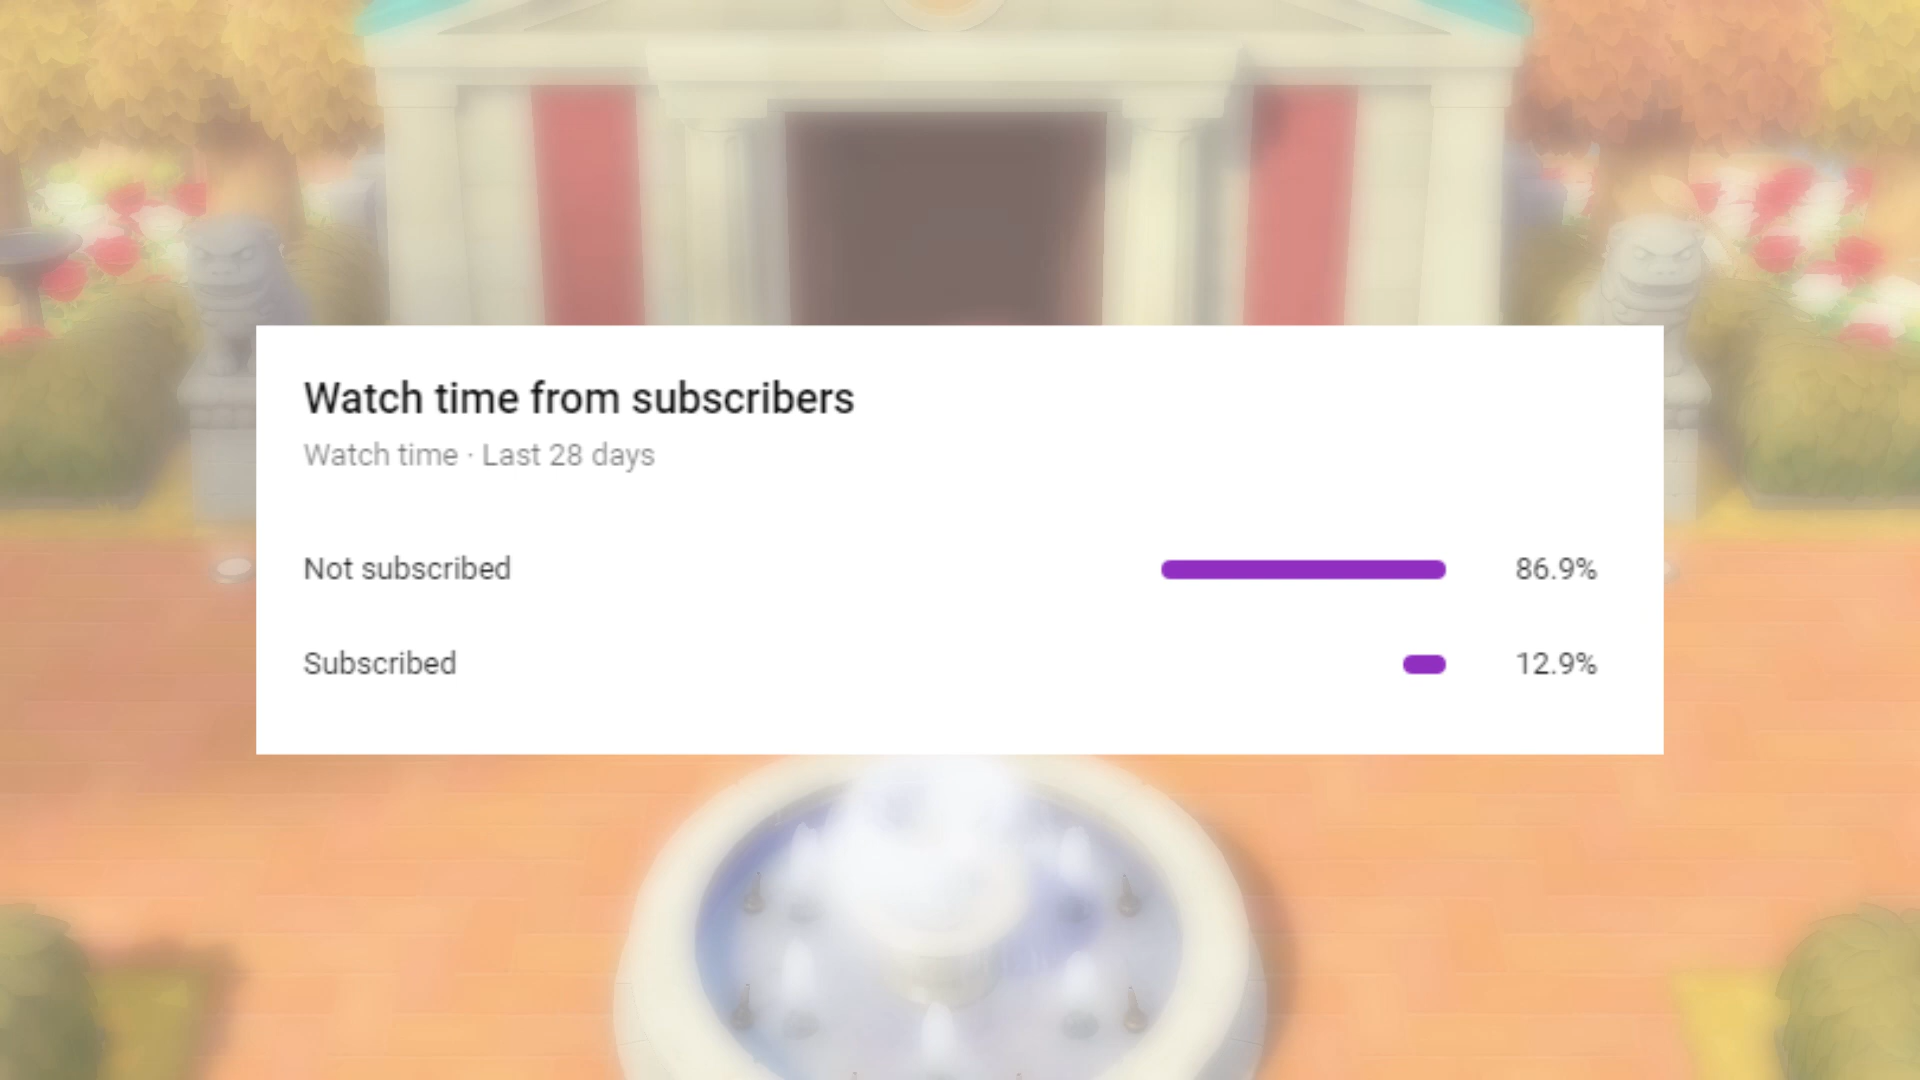 Watch time from subscribers
Watch time · Last 28 days
Not subscribed 86.9%
Subscribed 12.9%